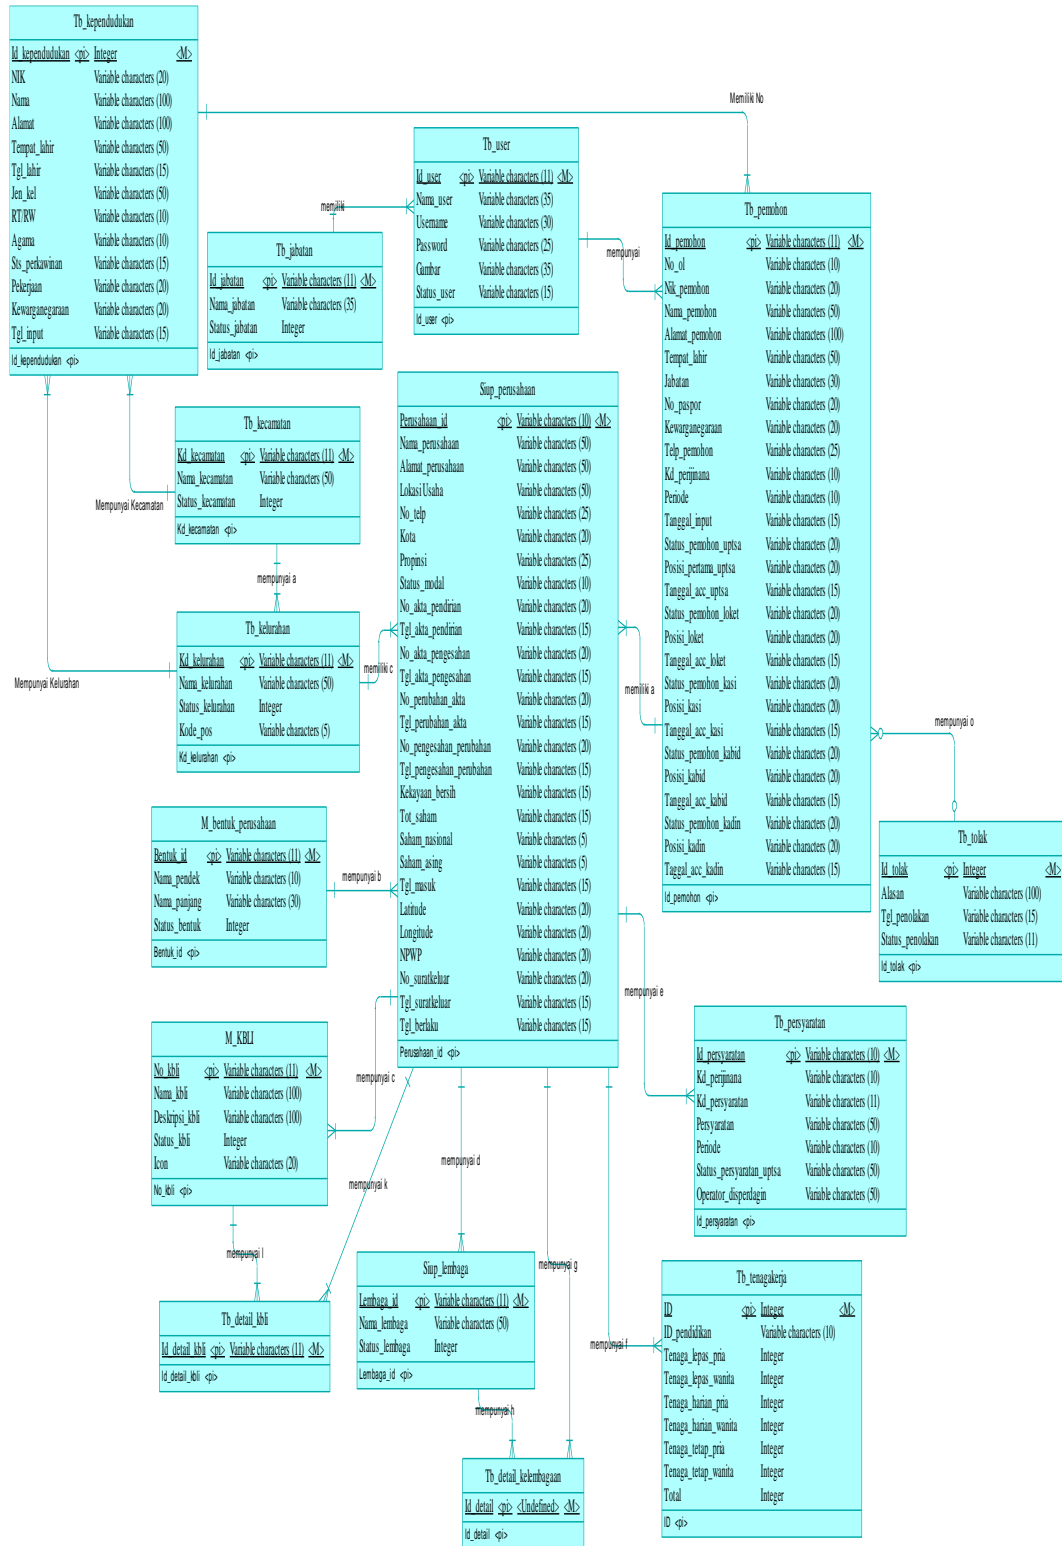 Tb_kependudukan
Id_kependudukan <pi> Integer <M>
NIK Variable characters (20)
Nama Variable characters (100)
Alamat Variable characters (100)
Tempat_lahir Variable characters (50)
Tgl_lahir Variable characters (15)
Jen_kel Variable characters (50)
RT/RW Variable characters (10)
Agama Variable characters (10)
Sts_perkawinan Variable characters (15)
Pekerjaan Variable characters (20)
Kewarganegaraan Variable characters (20)
Tgl_input Variable characters (15)
Id_kependudukan <pi>
Memiliki No
Tb_user
Id_user <pi> Variable characters (11) <M>
Nama_user Variable characters (35)
Username Variable characters (30)
Password Variable characters (25)
Gambar Variable characters (35)
Status_user Variable characters (15)
Id_user <pi>
memiliki
mempunyai
Tb_jabatan
Id_jabatan <pi> Variable characters (11) <M>
Nama_jabatan Variable characters (35)
Status_jabatan Integer
Id_jabatan <pi>
Tb_pemohon
Id_pemohon <pi> Variable characters (11) <M>
No_ol Variable characters (10)
Nik_pemohon Variable characters (20)
Nama_pemohon Variable characters (50)
Alamat_pemohon Variable characters (100)
Tempat_lahir Variable characters (50)
Jabatan Variable characters (30)
No_paspor Variable characters (20)
Kewarganegaraan Variable characters (20)
Telp_pemohon Variable characters (25)
Kd_perijinana Variable characters (10)
Periode Variable characters (10)
Tanggal_input Variable characters (15)
Status_pemohon_uptsa Variable characters (20)
Posisi_pertama_uptsa Variable characters (20)
Tanggal_acc_uptsa Variable characters (15)
Status_pemohon_loket Variable characters (20)
Posisi_loket Variable characters (20)
Tanggal_acc_loket Variable characters (15)
Status_pemohon_kasi Variable characters (20)
Posisi_kasi Variable characters (20)
Tanggal_acc_kasi Variable characters (15)
Status_pemohon_kabid Variable characters (20)
Posisi_kabid Variable characters (20)
Tanggal_acc_kabid Variable characters (15)
Status_pemohon_kadin Variable characters (20)
Posisi_kadin Variable characters (20)
Taggal_acc_kadin Variable characters (15)
Id_pemohon <pi>
Tb_kecamatan
Kd_kecamatan <pi> Variable characters (11) <M>
Nama_kecamatan Variable characters (50)
Status_kecamatan Integer
Kd_kecamatan <pi>
Mempunyai Kecamatan
mempunyai a
Siup_perusahaan
Perusahaan_id <pi> Variable characters (10) <M>
Nama_perusahaan Variable characters (50)
Alamat_perusahaan Variable characters (50)
Lokasi Usaha Variable characters (50)
No_telp Variable characters (25)
Kota Variable characters (20)
Propinsi Variable characters (25)
Status_modal Variable characters (10)
No_akta_pendirian Variable characters (20)
Tgl_akta_pendirian Variable characters (15)
No_akta_pengesahan Variable characters (20)
Tgl_akta_pengesahan Variable characters (15)
No_perubahan_akta Variable characters (20)
Tgl_perubahan_akta Variable characters (15)
No_pengesahan_perubahan Variable characters (20)
Tgl_pengesahan_perubahan Variable characters (15)
Kekayaan_bersih Variable characters (15)
Tot_saham Variable characters (15)
Saham_nasional Variable characters (5)
Saham_asing Variable characters (5)
Tgl_masuk Variable characters (15)
Latitude Variable characters (20)
Longitude Variable characters (20)
NPWP Variable characters (20)
No_suratkeluar Variable characters (20)
Tgl_suratkeluar Variable characters (15)
Tgl_berlaku Variable characters (15)
Perusahaan_id <pi>
Tb_kelurahan
Kd_kelurahan <pi> Variable characters (11) <M>
Nama_kelurahan Variable characters (50)
Status_kelurahan Integer
Kode_pos Variable characters (5)
Kd_kelurahan <pi>
Mempunyai Kelurahan
memiliki c
memiliki a
mempunyai o
M_bentuk_perusahaan
Bentuk_id <pi> Variable characters (11) <M>
Nama_pendek Variable characters (10)
Nama_panjang Variable characters (30)
Status_bentuk Integer
Bentuk_id <pi>
mempunyai b
Tb_tolak
Id_tolak <pi> Integer <M>
Alasan Variable characters (100)
Tgl_penolakan Variable characters (15)
Status_penolakan Variable characters (11)
Id_tolak <pi>
mempunyai e
M_KBLI
No_kbli <pi> Variable characters (11) <M>
Nama_kbli Variable characters (100)
Deskripsi_kbli Variable characters (100)
Status_kbli Integer
Icon Variable characters (20)
No_kbli <pi>
mempunyai c
Tb_persyaratan
Id_persyaratan <pi> Variable characters (10) <M>
Kd_perijinana Variable characters (10)
Kd_persyaratan Variable characters (11)
Persyaratan Variable characters (50)
Periode Variable characters (10)
Status_persyaratan_uptsa Variable characters (50)
Operator_disperdagin Variable characters (50)
Id_persyaratan <pi>
mempunyai d
mempunyai k
mempunyai l
mempunyai g
Siup_lembaga
Lembaga_id <pi> Variable characters (11) <M>
Nama_lembaga Variable characters (50)
Status_lembaga Integer
Lembaga_id <pi>
Tb_detail_kbli
Id_detail_kbli <pi> Variable characters (11) <M>
Id_detail_kbli <pi>
mempunyai f
Tb_tenagakerja
ID <pi> Integer <M>
ID_pendidikan Variable characters (10)
Tenaga_lepas_pria Integer
Tenaga_lepas_wanita Integer
Tenaga_harian_pria Integer
Tenaga_harian_wanita Integer
Tenaga_tetap_pria Integer
Tenaga_tetap_wanita Integer
Total Integer
ID <pi>
mempunyai h
Tb_detail_kelembagaan
Id_detail <pi> <Undefined> <M>
Id_detail <pi>